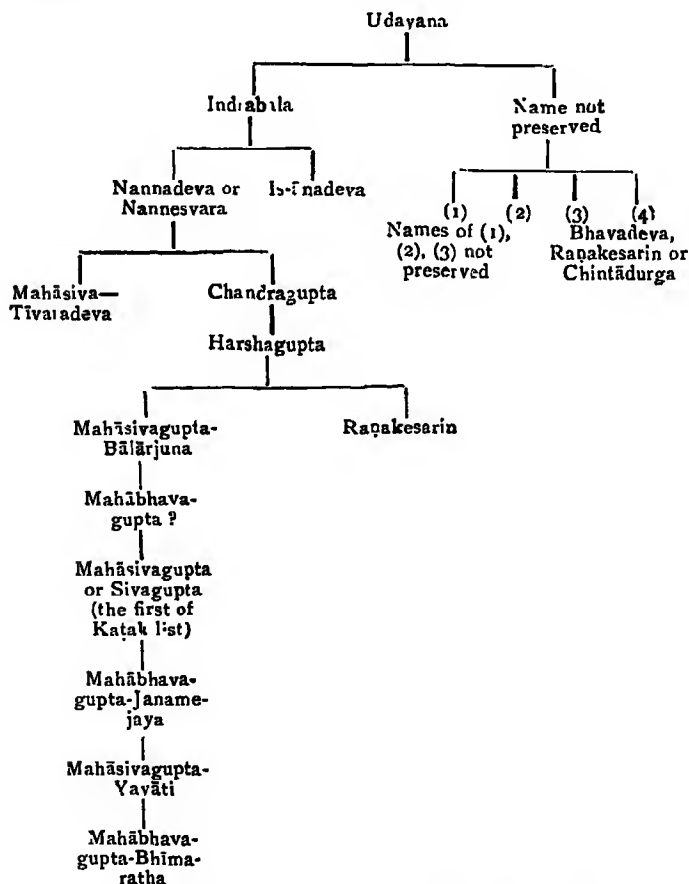 Udayana
Indrabala
Name not
preserved
Nannadeva or
Nannesvara
Isānadeva
(1) (2) (3) (4)
Names of (1),
(2), (3) not
preserved
Bhavadeva,
Raṇakesarin or
Chintādurga
Mahāsiva—
Tīvaradeva
Chandragupta
Harshagupta
Mahāsivagupta-
Bālārjuna
Raṇakesarin
Mahābhava-
gupta ?
Mahāsivagupta
or Sivagupta
(the first of
Kaṭak list)
Mahābhava-
gupta-Janame-
jaya
Mahāsivagupta-
Yayāti
Mahābhava-
gupta-Bhīma-
ratha